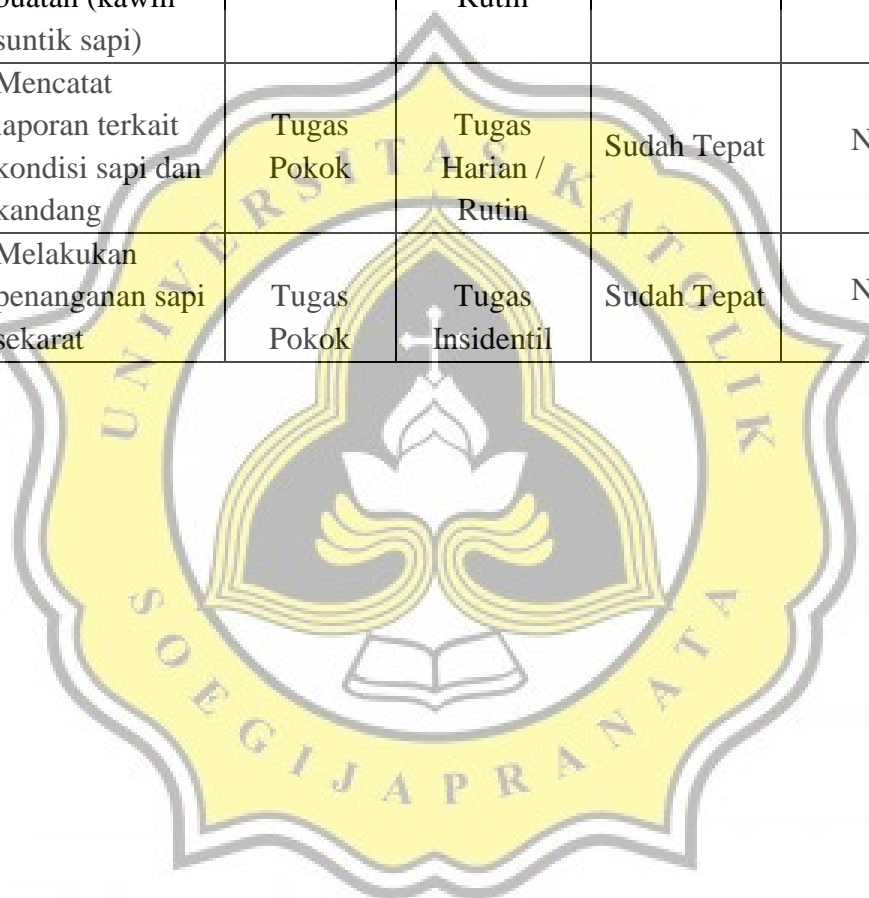 suntik sapi)
Rutin
Mencatat
laporan terkait
kondisi sapi dan
kandang
Tugas
Pokok
Tugas
Harian /
Rutin
Sudah Tepat
N
Melakukan
penanganan sapi
sekarat
Tugas
Pokok
Tugas
Insidentil
Sudah Tepat
N
UNIVERSITAS KATOLIK
SOEGIJAPRANATA